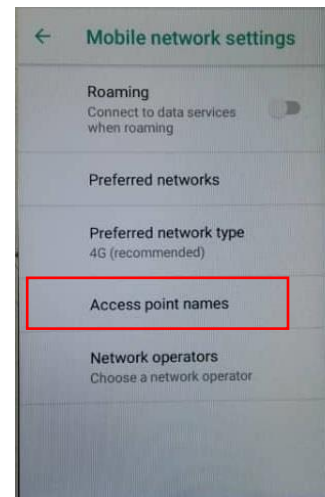 Mobile network settings
Roaming
Connect to data services
when roaming
Preferred networks
Preferred network type
4G (recommended)
Access point names
Network operators
Choose a network operator